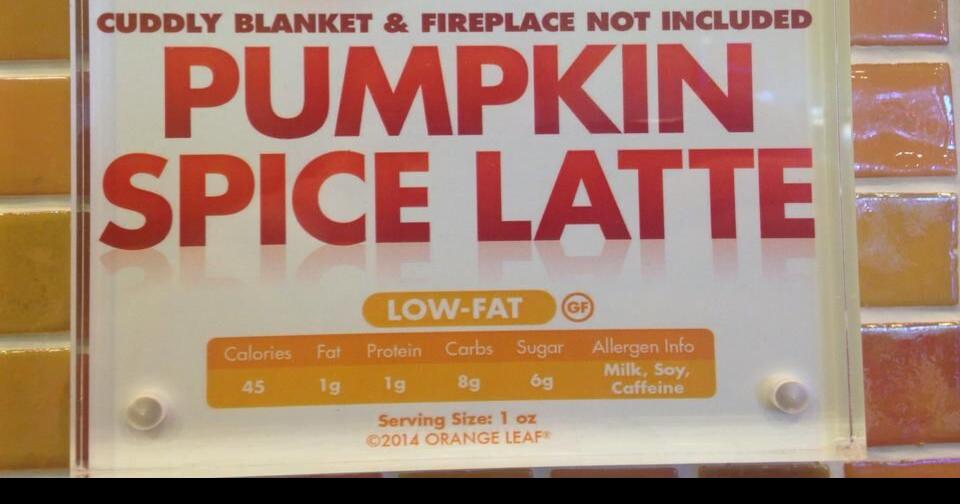 CUDDLY BLANKET & FIREPLACE NOT INCLUDED
PUMPKIN
SPICE LATTE
LOW-FAT GF
Calories Fat Protein Carbs Sugar Allergen Info
45 1g 1g 8g 6g Milk, Soy,
Caffeine
Serving Size: 1 oz
©2014 ORANGE LEAF®